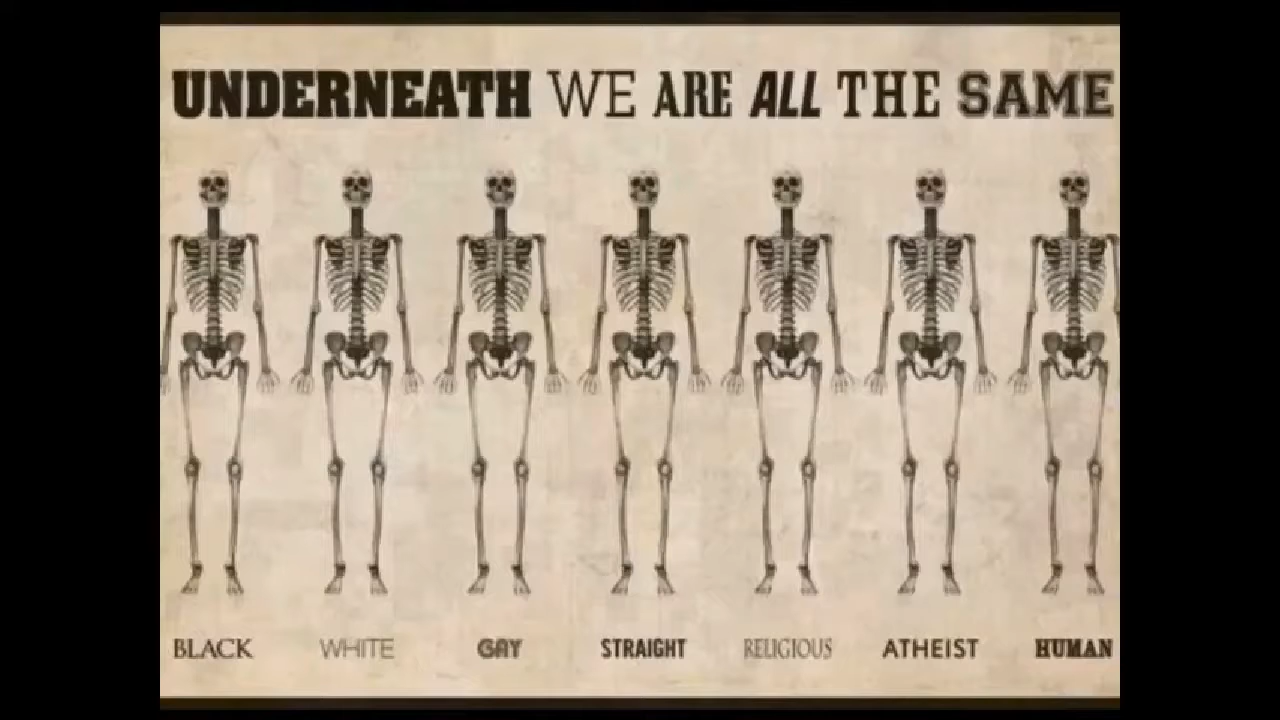 UNDERNEATH WE ARE ALL THE SAME
BLACK WHITE GAY STRAIGHT RELIGIOUS ATHEIST HUMAN